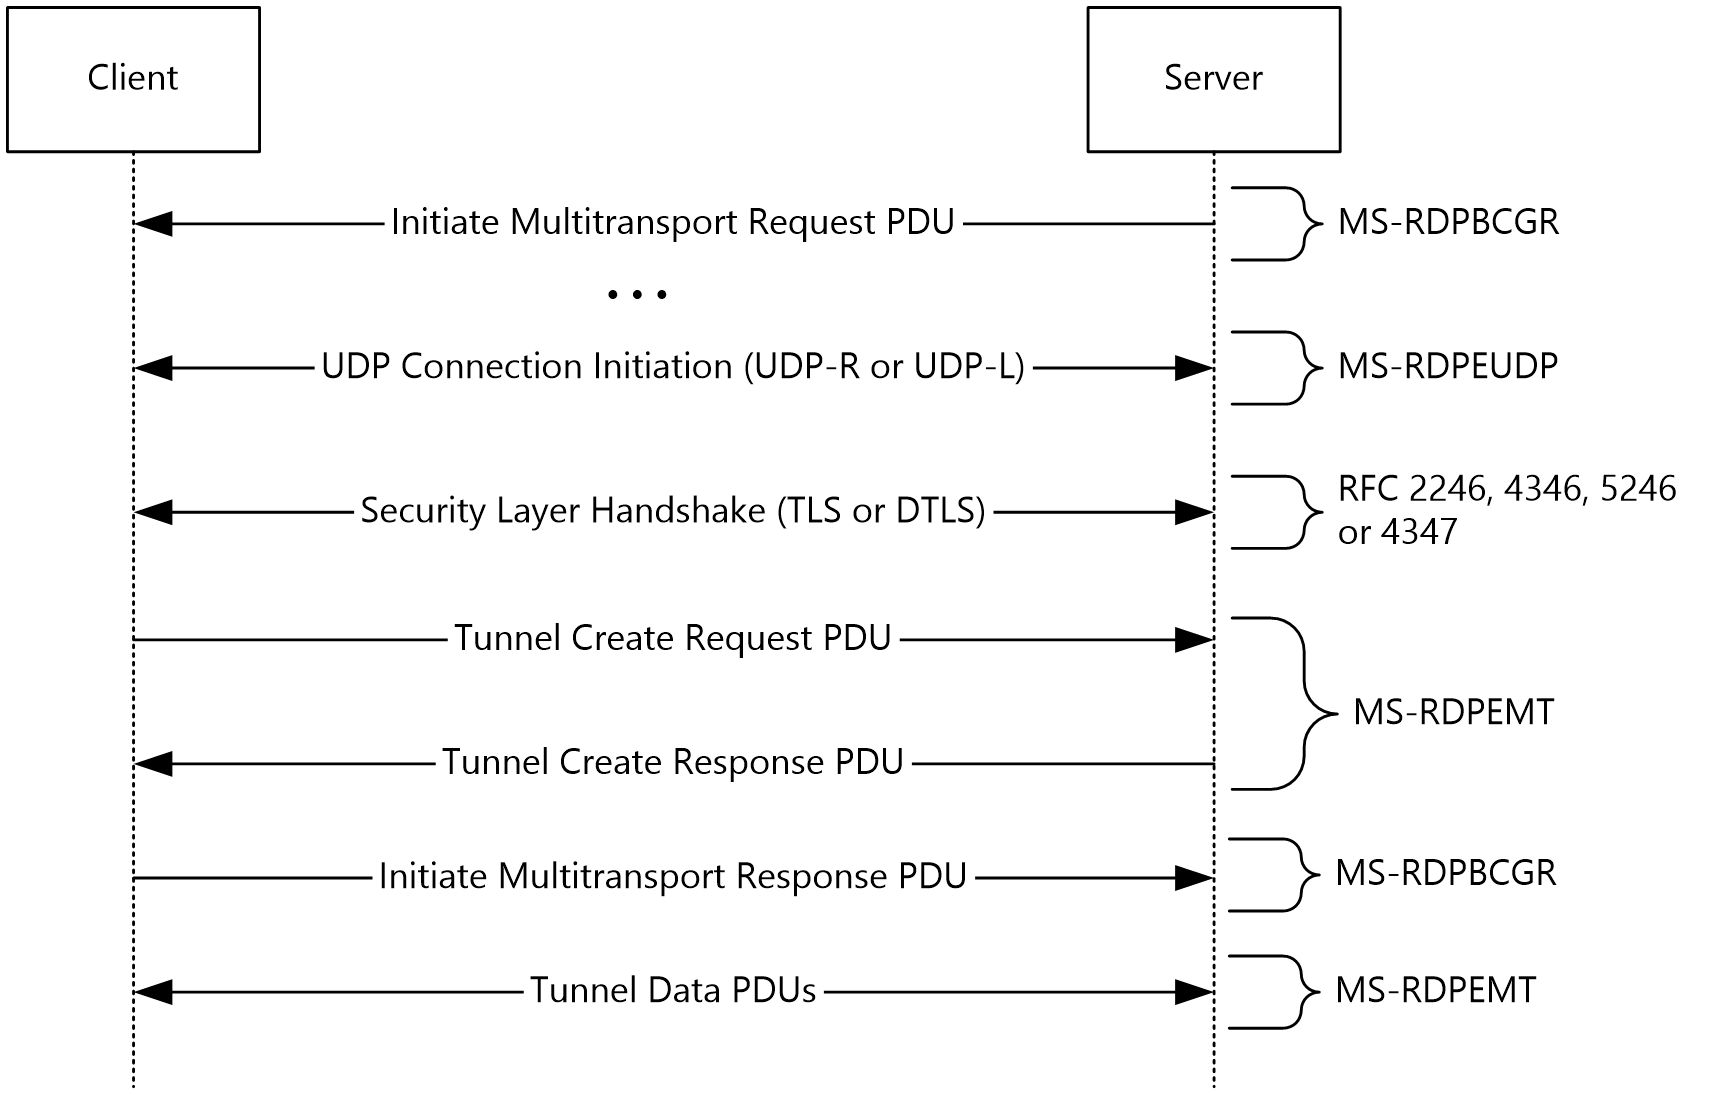 Client
Server
Initiate Multitransport Request PDU
MS-RDPBCGR
...
UDP Connection Initiation (UDP-R or UDP-L)
MS-RDPEUDP
Security Layer Handshake (TLS or DTLS)
RFC 2246, 4346, 5246
or 4347
Tunnel Create Request PDU
MS-RDPEMT
Tunnel Create Response PDU
Initiate Multitransport Response PDU
MS-RDPBCGR
Tunnel Data PDUs
MS-RDPEMT